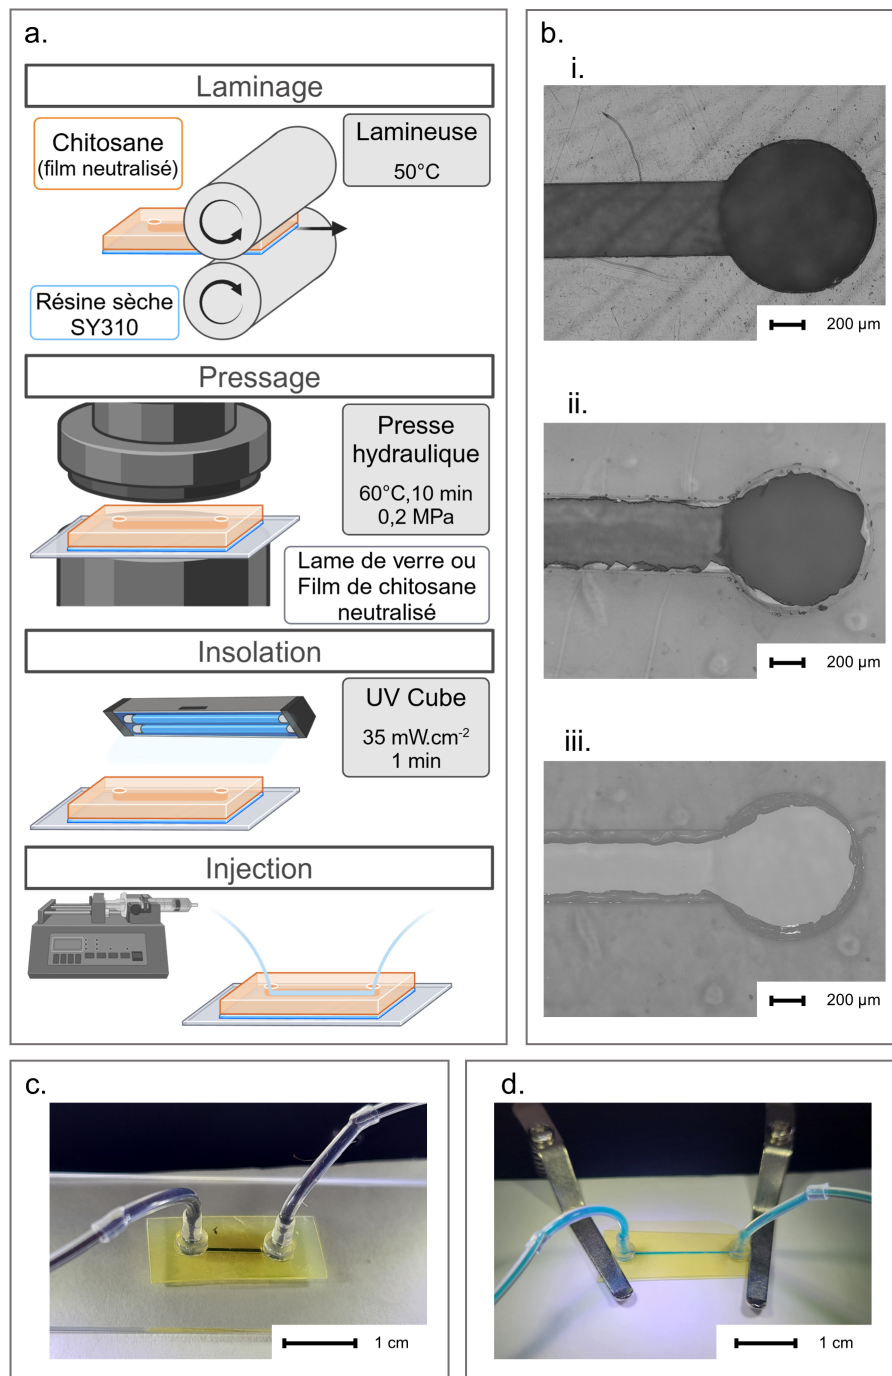 a.
Laminage
Chitosane
(film neutralisé)
Lamineuse
50°C
Résine sèche
SY310
Pressage
Presse
hydraulique
60°C,10 min
0,2 MPa
Lame de verre ou
Film de chitosane
neutralisé
Insolation
UV Cube
35 mW.cm⁻²
1 min
Injection
b.
i.
200 µm
ii.
200 µm
iii.
200 µm
c.
1 cm
d.
1 cm